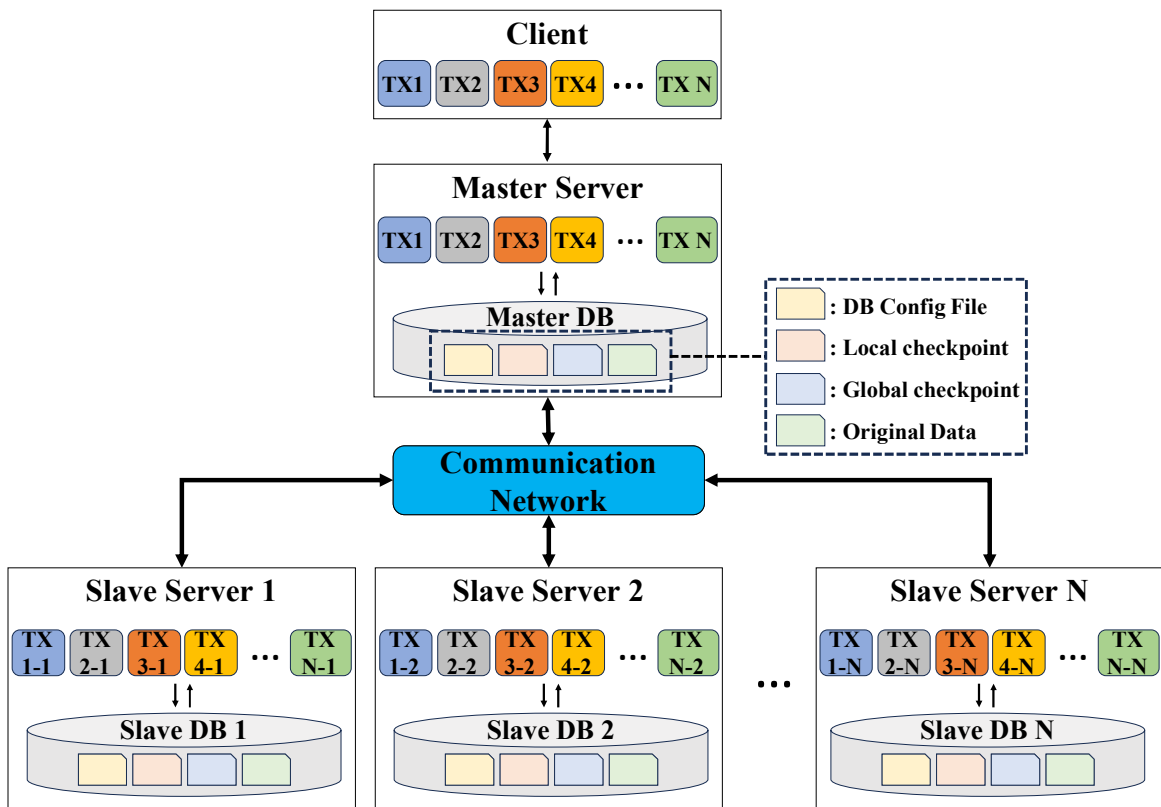 Client
TX1 TX2 TX3 TX4 ... TX N
Master Server
TX1 TX2 TX3 TX4 ... TX N
Master DB
: DB Config File
: Local checkpoint
: Global checkpoint
: Original Data
Communication
Network
Slave Server 1
TX TX TX TX TX
1-1 2-1 3-1 4-1 ... N-1
Slave DB 1
Slave Server 2
TX TX TX TX TX
1-2 2-2 3-2 4-2 ... N-2
Slave DB 2
...
Slave Server N
TX TX TX TX TX
1-N 2-N 3-N 4-N ... N-N
Slave DB N